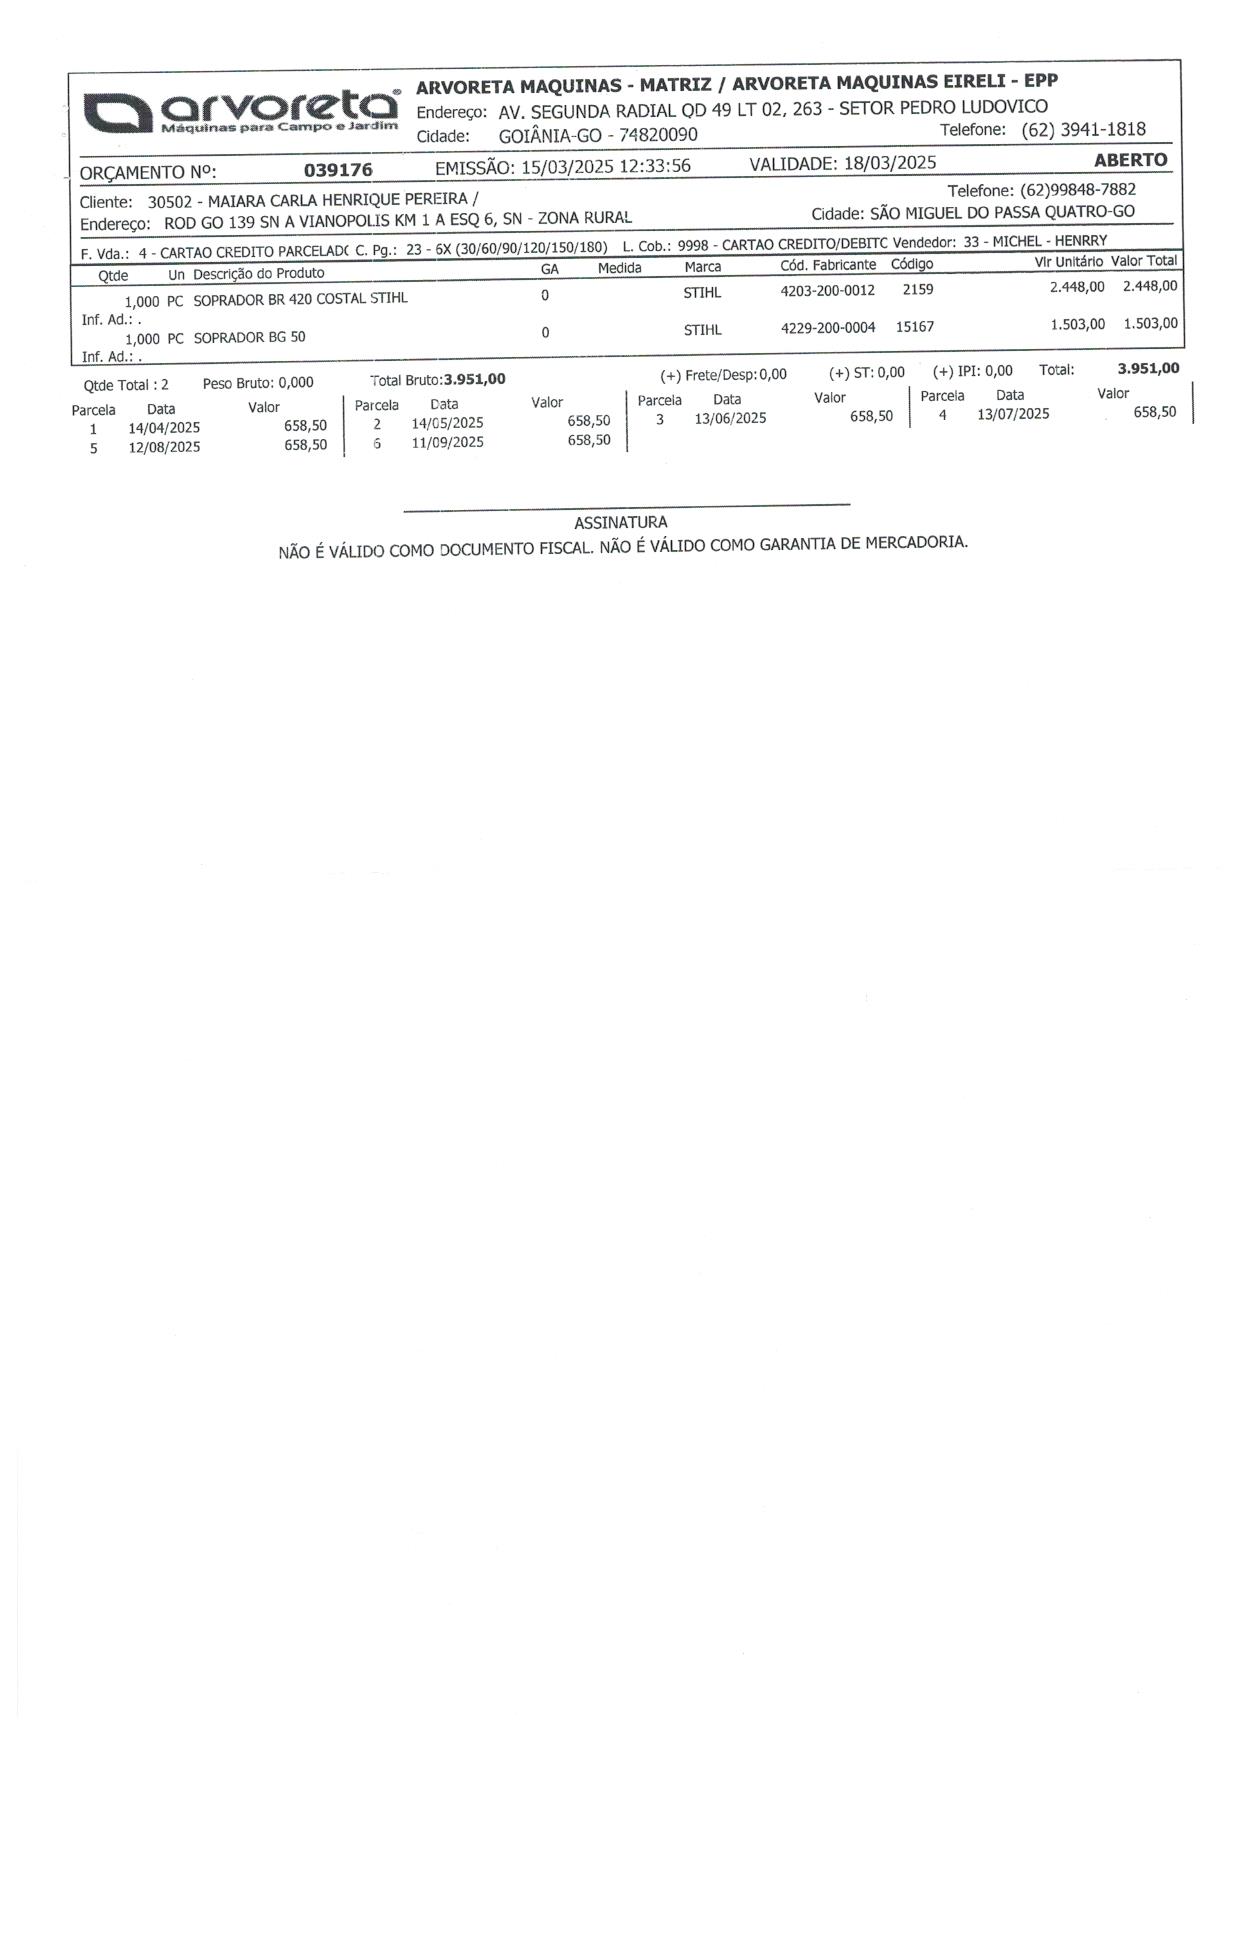 arvoreta®
Máquinas para Campo e Jardim
ARVORETA MAQUINAS - MATRIZ / ARVORETA MAQUINAS EIRELI - EPP
Endereço: AV. SEGUNDA RADIAL QD 49 LT 02, 263 - SETOR PEDRO LUDOVICO
Cidade: GOIÂNIA-GO - 74820090 Telefone: (62) 3941-1818
ORÇAMENTO Nº: 039176 EMISSÃO: 15/03/2025 12:33:56 VALIDADE: 18/03/2025 ABERTO
Cliente: 30502 - MAIARA CARLA HENRIQUE PEREIRA / Telefone: (62)99848-7882
Endereço: ROD GO 139 SN A VIANOPOLIS KM 1 A ESQ 6, SN - ZONA RURAL Cidade: SÃO MIGUEL DO PASSA QUATRO-GO
F. Vda.: 4 - CARTAO CREDITO PARCELADC C. Pg.: 23 - 6X (30/60/90/120/150/180) L. Cob.: 9998 - CARTAO CREDITO/DEBITC Vendedor: 33 - MICHEL - HENRRY
Qtde Un Descrição do Produto GA Medida Marca Cód. Fabricante Código Vlr Unitário Valor Total
1,000 PC SOPRADOR BR 420 COSTAL STIHL 0 STIHL 4203-200-0012 2159 2.448,00 2.448,00
Inf. Ad.: .
1,000 PC SOPRADOR BG 50 0 STIHL 4229-200-0004 15167 1.503,00 1.503,00
Inf. Ad.: .
Qtde Total : 2 Peso Bruto: 0,000 Total Bruto:3.951,00 (+) Frete/Desp: 0,00 (+) ST: 0,00 (+) IPI: 0,00 Total: 3.951,00
Parcela Data Valor Parcela Data Valor Parcela Data Valor Parcela Data Valor
1 14/04/2025 658,50 2 14/05/2025 658,50 3 13/06/2025 658,50 4 13/07/2025 658,50
5 12/08/2025 658,50 6 11/09/2025 658,50
ASSINATURA
NÃO É VÁLIDO COMO DOCUMENTO FISCAL. NÃO É VÁLIDO COMO GARANTIA DE MERCADORIA.